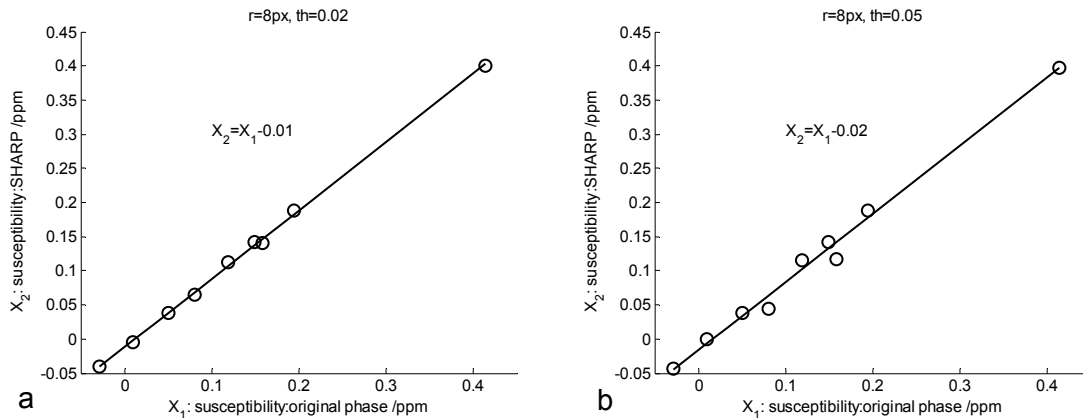 r=8px, th=0.02
0.45
0.4
0.35
0.3
0.25
0.2
0.15
0.1
0.05
0
-0.05
X2: susceptibility:SHARP /ppm
X2=X1-0.01
0 0.1 0.2 0.3 0.4
X1: susceptibility:original phase /ppm
a
r=8px, th=0.05
0.45
0.4
0.35
0.3
0.25
0.2
0.15
0.1
0.05
0
-0.05
X2: susceptibility:SHARP /ppm
X2=X1-0.02
0 0.1 0.2 0.3 0.4
X1: susceptibility:original phase /ppm
b